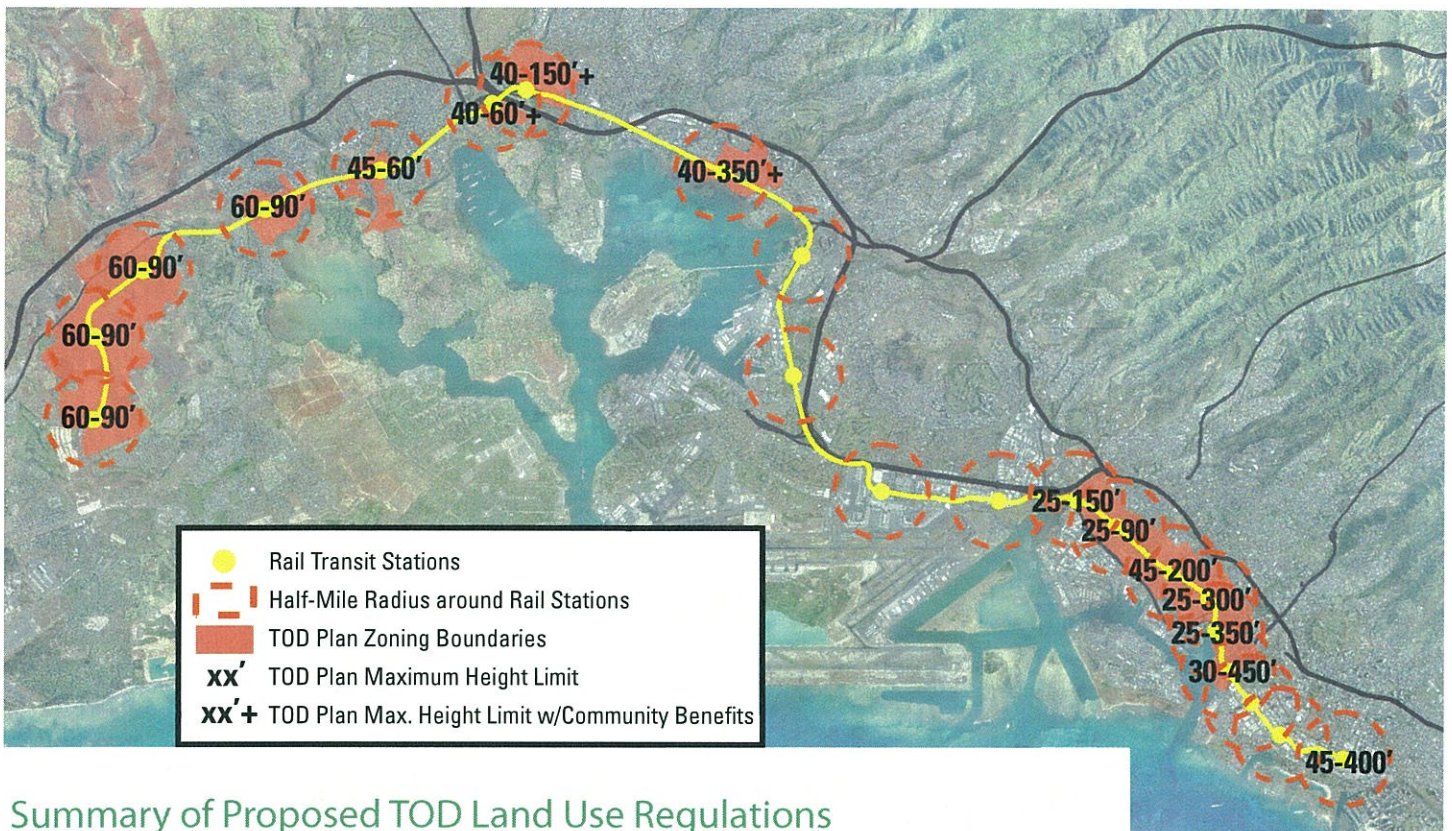 40-150'+
40-60'+
45-60'
40-350'+
60-90'
60-90'
60-90'
60-90'
25-150'
25-90'
45-200'
25-300'
25-350'
30-450'
45-400'
Rail Transit Stations
Half-Mile Radius around Rail Stations
TOD Plan Zoning Boundaries
xx' TOD Plan Maximum Height Limit
xx'+ TOD Plan Max. Height Limit w/Community Benefits
Summary of Proposed TOD Land Use Regulations